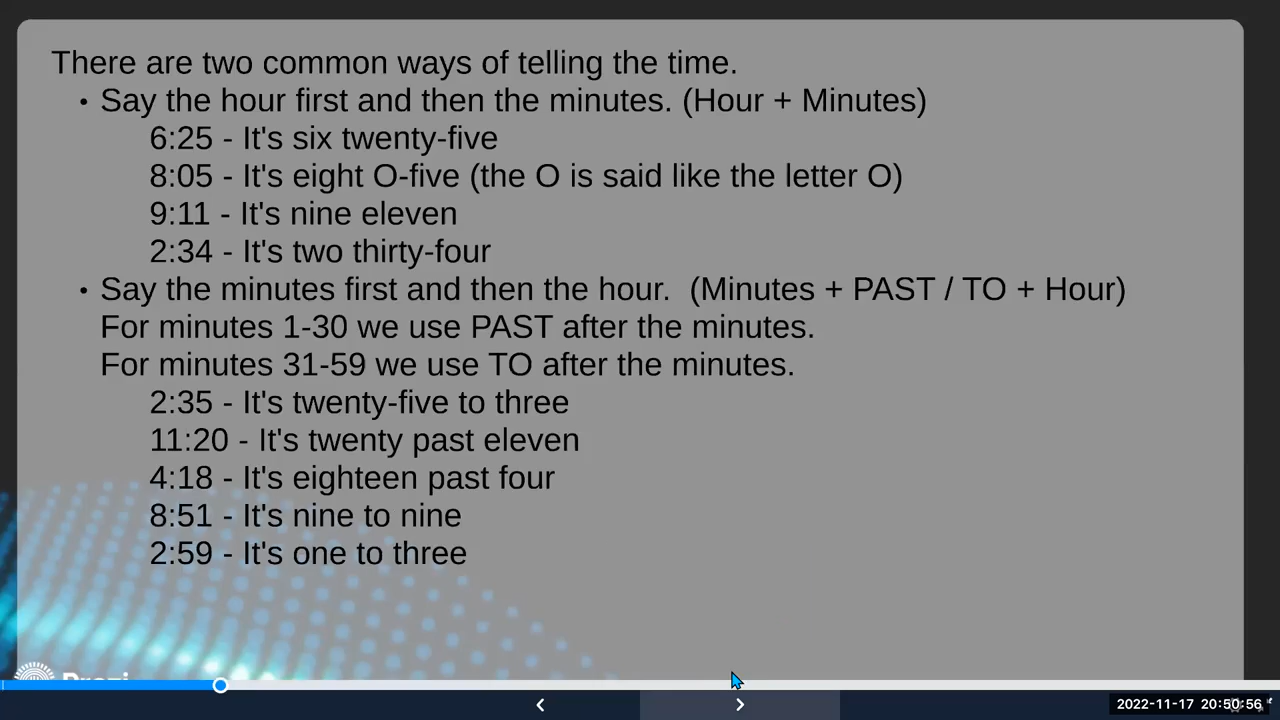 There are two common ways of telling the time.
• Say the hour first and then the minutes. (Hour + Minutes)
6:25 - It's six twenty-five
8:05 - It's eight O-five (the O is said like the letter O)
9:11 - It's nine eleven
2:34 - It's two thirty-four
• Say the minutes first and then the hour.  (Minutes + PAST / TO + Hour)
For minutes 1-30 we use PAST after the minutes.
For minutes 31-59 we use TO after the minutes.
2:35 - It's twenty-five to three
11:20 - It's twenty past eleven
4:18 - It's eighteen past four
8:51 - It's nine to nine
2:59 - It's one to three
Prezi
2022-11-17 20:50:56